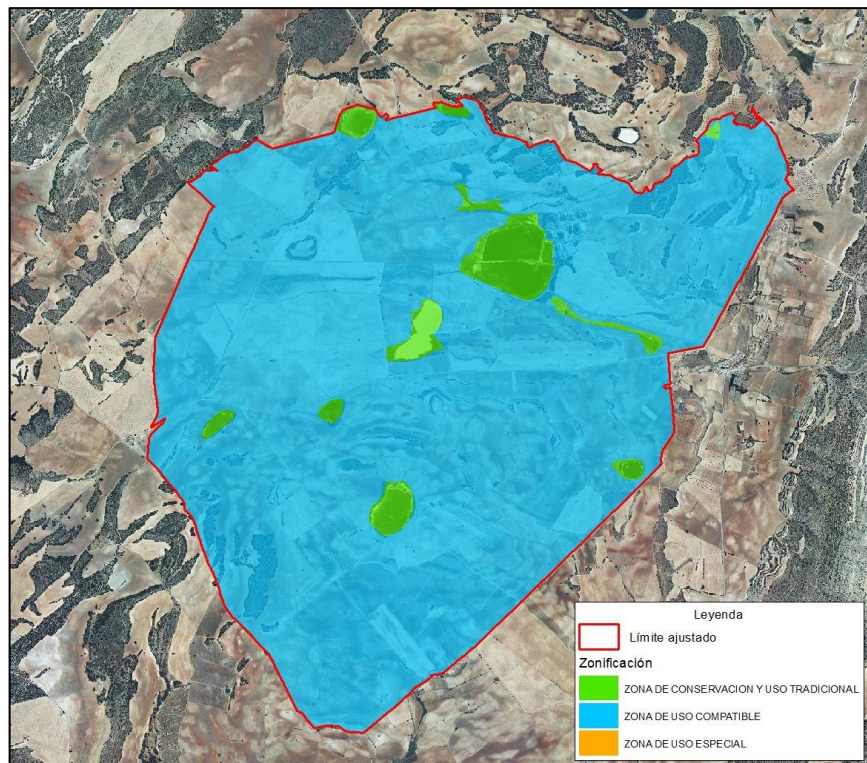 Leyenda
Límite ajustado
Zonificación
ZONA DE CONSERVACION Y USO TRADICIONAL
ZONA DE USO COMPATIBLE
ZONA DE USO ESPECIAL